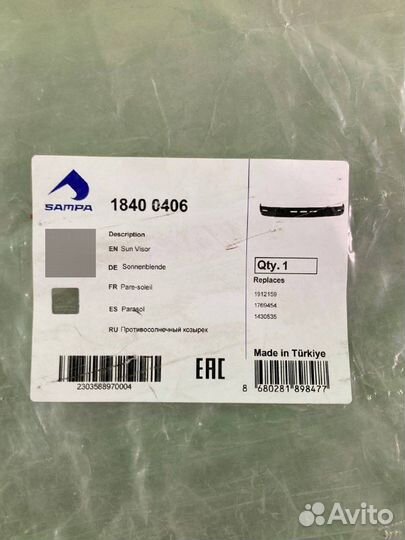 SAMPA
1840 0406
Description
EN Sun Visor
DE Sonnenblende
FR Pare-soleil
ES Parasol
RU Противосолнечный козырек
Qty. 1
Replaces
1912159
1769454
1430535
Made in Türkiye
2303588970004
EAC
8 680281 898477
Avito